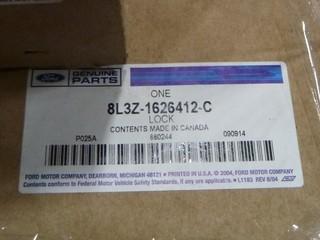 Ford
GENUINE
PARTS
ONE
8L3Z-1626412-C
LOCK
CONTENTS MADE IN CANADA
P025A 680244 090814
FORD MOTOR COMPANY, DEARBORN, MICHIGAN 48121 • PRINTED IN U.S.A. © 2004, FORD MOTOR COMPANY
Contents conform to Federal Motor Vehicle Safety Standards, if any are applicable. L1183 REV 8/04